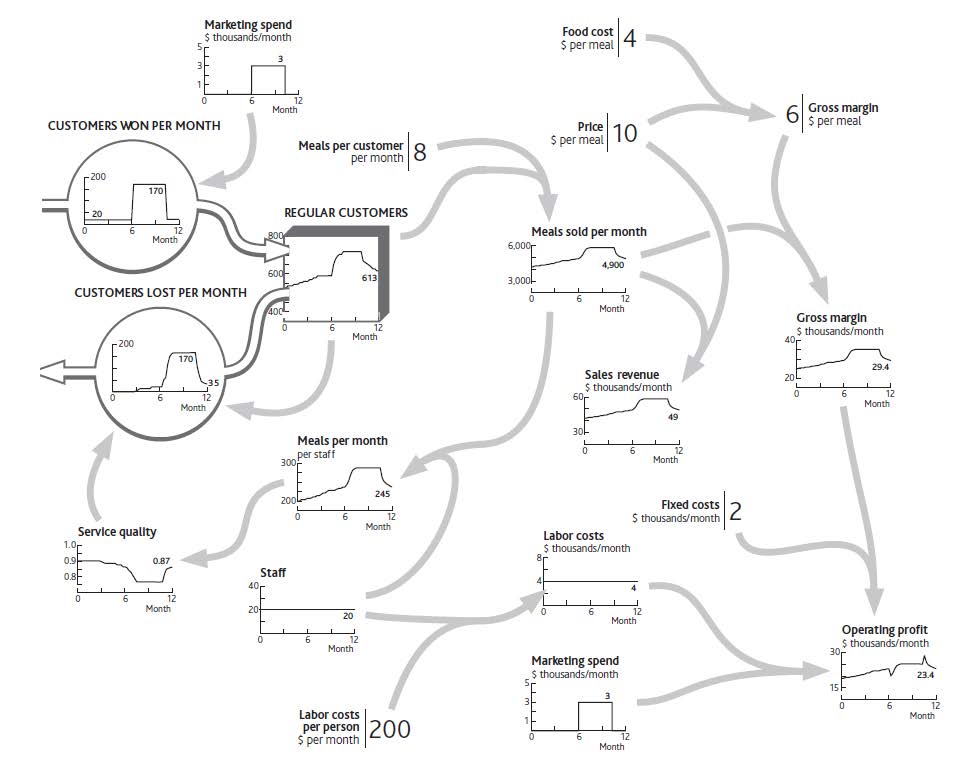 Marketing spend
$ thousands/month
5
3
3
1
0
6
12
Month
Food cost
$ per meal
4
Price
$ per meal
10
6
Gross margin
$ per meal
CUSTOMERS WON PER MONTH
200
170
20
0
6
12
Month
Meals per customer
per month
8
REGULAR CUSTOMERS
800
600
613
400
0
6
12
Month
Meals sold per month
6,000
4,900
3,000
0
6
12
Month
CUSTOMERS LOST PER MONTH
200
170
35
0
6
12
Month
Gross margin
$ thousands/month
40
29.4
20
0
6
12
Month
Sales revenue
$ thousands/month
60
49
30
0
6
12
Month
Meals per month
per staff
300
245
200
0
6
12
Month
Service quality
1.0
0.9
0.87
0.8
0
6
12
Month
Fixed costs
$ thousands/month
2
Labor costs
$ thousands/month
8
4
4
0
6
12
Month
Staff
40
20
20
0
6
12
Month
Operating profit
$ thousands/month
30
23.4
15
0
6
12
Month
Marketing spend
$ thousands/month
5
3
3
1
0
6
12
Month
Labor costs
per person
$ per month
200